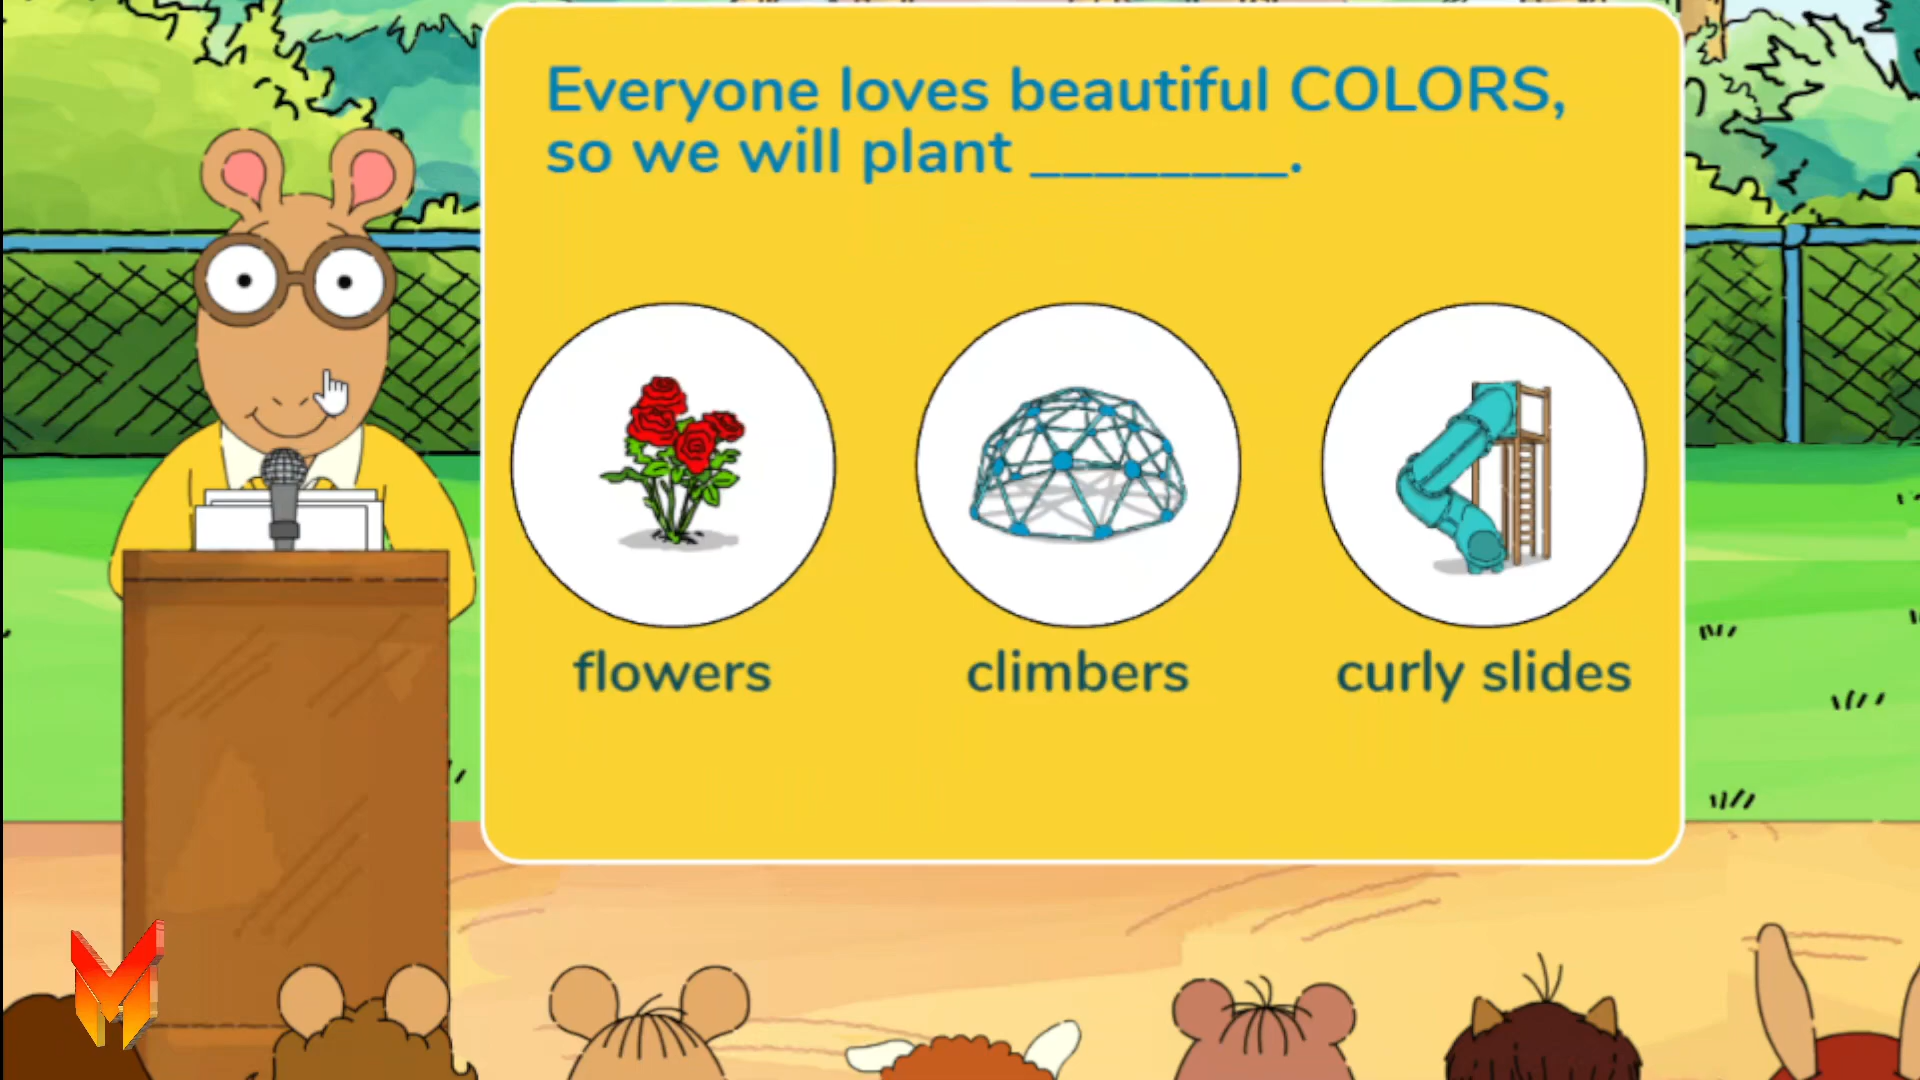 Everyone loves beautiful COLORS,
so we will plant ________.
flowers climbers curly slides